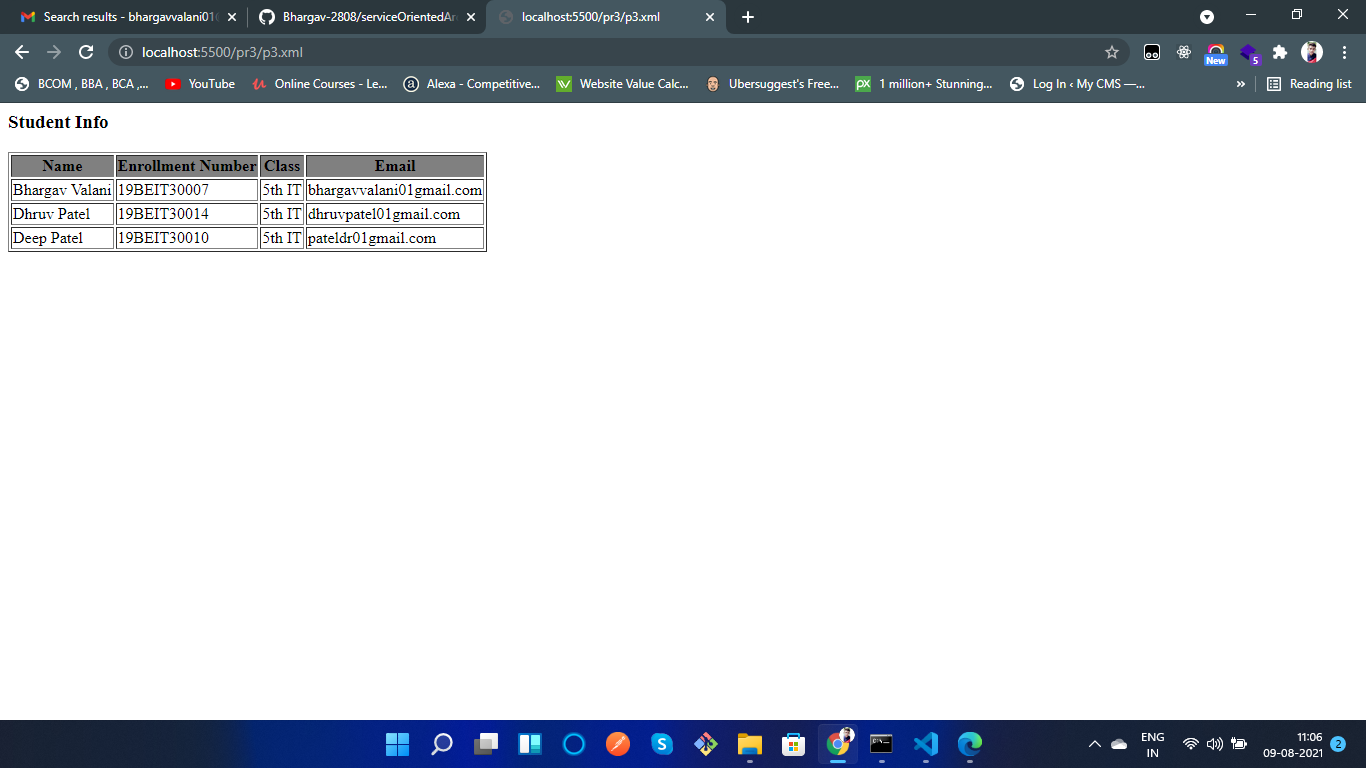 Search results - bhargavvalani01
Bhargav-2808/serviceOrientedAr
localhost:5500/pr3/p3.xml
localhost:5500/pr3/p3.xml
New
5
BCOM , BBA , BCA ,...
YouTube
Online Courses - Le...
Alexa - Competitive...
Website Value Calc...
Ubersuggest's Free...
1 million+ Stunning...
Log In ‹ My CMS —...
»
Reading list
Student Info
Name Enrollment Number Class Email
Bhargav Valani 19BEIT30007 5th IT bhargavvalani01gmail.com
Dhruv Patel 19BEIT30014 5th IT dhruvpatel01gmail.com
Deep Patel 19BEIT30010 5th IT pateldr01gmail.com
ENG
IN
11:06
09-08-2021
2